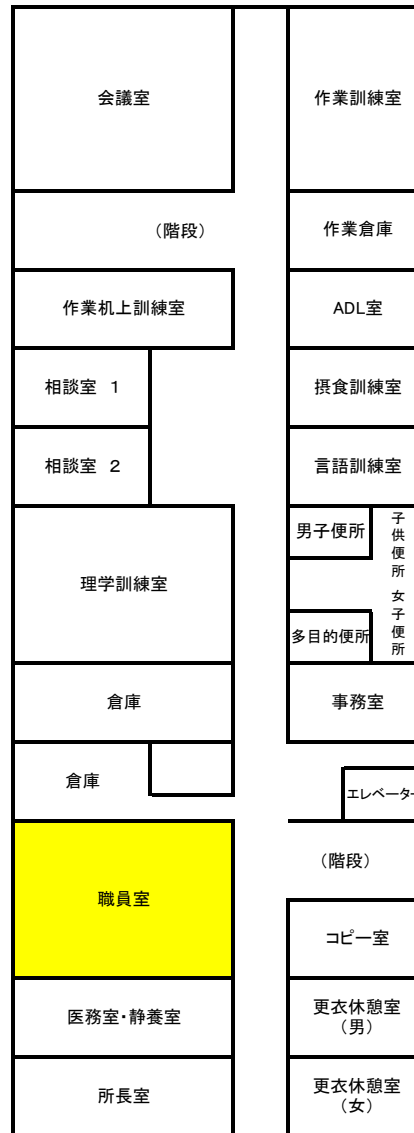 会議室
作業訓練室
（階段）
作業倉庫
作業机上訓練室
ADL室
相談室　1
摂食訓練室
相談室　2
言語訓練室
男子便所
子供便所
理学訓練室
女子便所
多目的便所
倉庫
事務室
倉庫
エレベーター
（階段）
職員室
コピー室
医務室・静養室
更衣休憩室
（男）
所長室
更衣休憩室
（女）